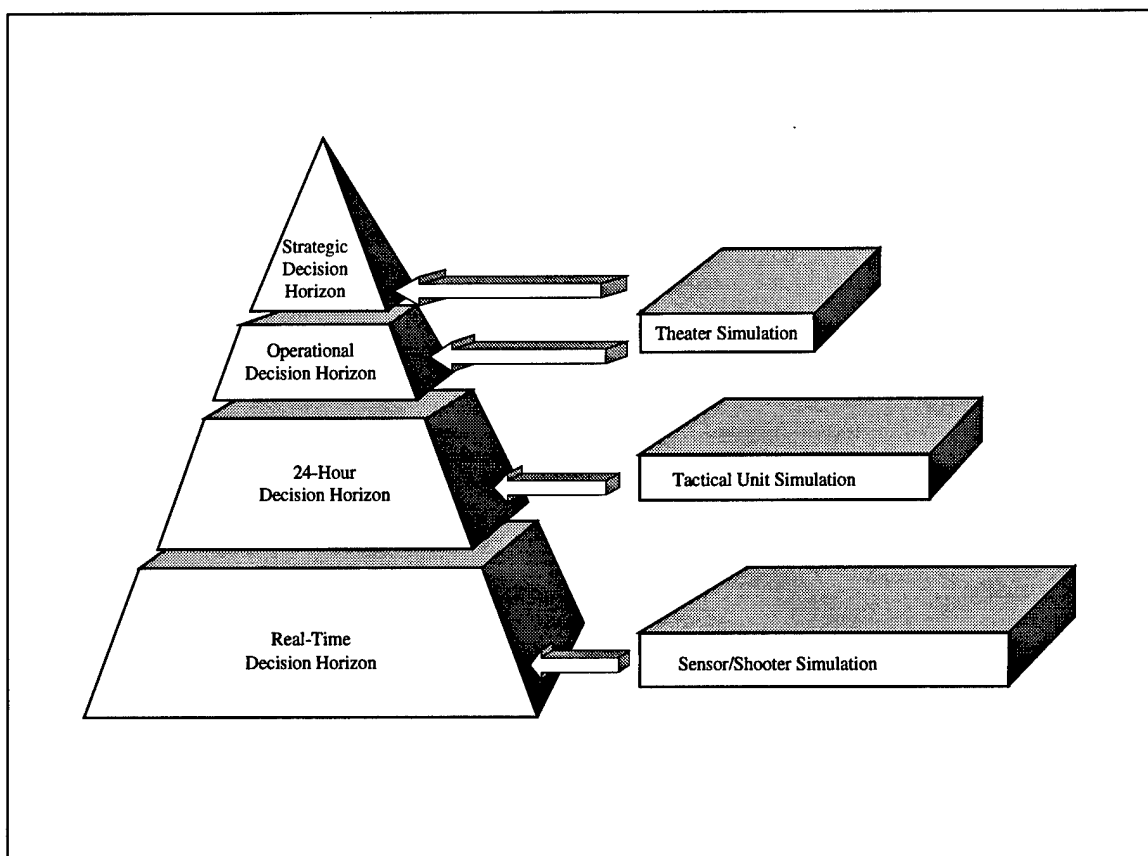 Strategic
Decision
Horizon
Theater Simulation
Operational
Decision Horizon
24-Hour
Decision Horizon
Tactical Unit Simulation
Real-Time
Decision Horizon
Sensor/Shooter Simulation